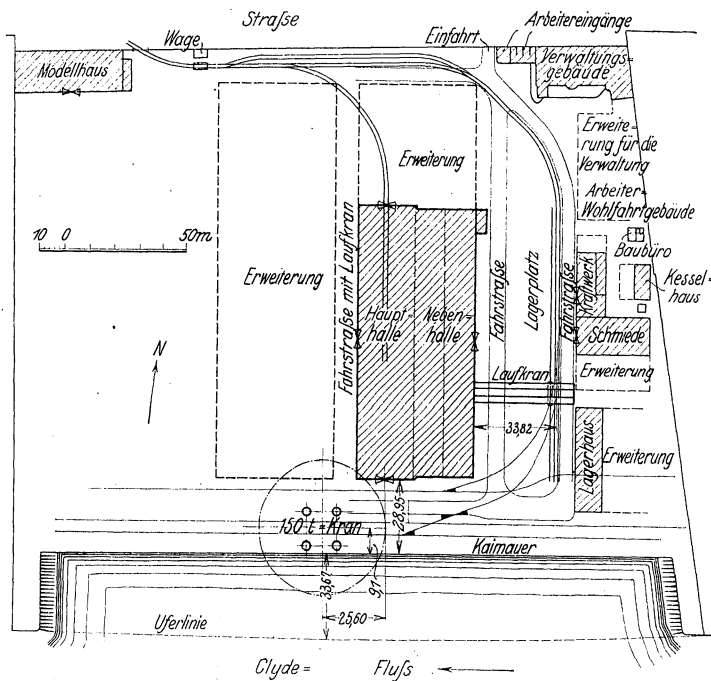 Straße
Wage
Einfahrt
Arbeitereingänge
Modellhaus
Verwaltungs=
gebäude
Erweite=
rung für die
Verwaltung
Erweiterung
Arbeiter=
Wohlfahrtgebäude
10 0 50m
Baubüro
Kessel=
haus
Kraftwerk
Erweiterung
Fahrstraße mit Laufkran
Haupt=
halle
Neben=
halle
Fahrstraße
Lagerplatz
Fahrstraße
Schmiede
N
Laufkran
Erweiterung
33,82
Lagerhaus
Erweiterung
28,95
150 t = Kran
Kaimauer
33,67
9,1
25,60
Uferlinie
Clyde = Fluß